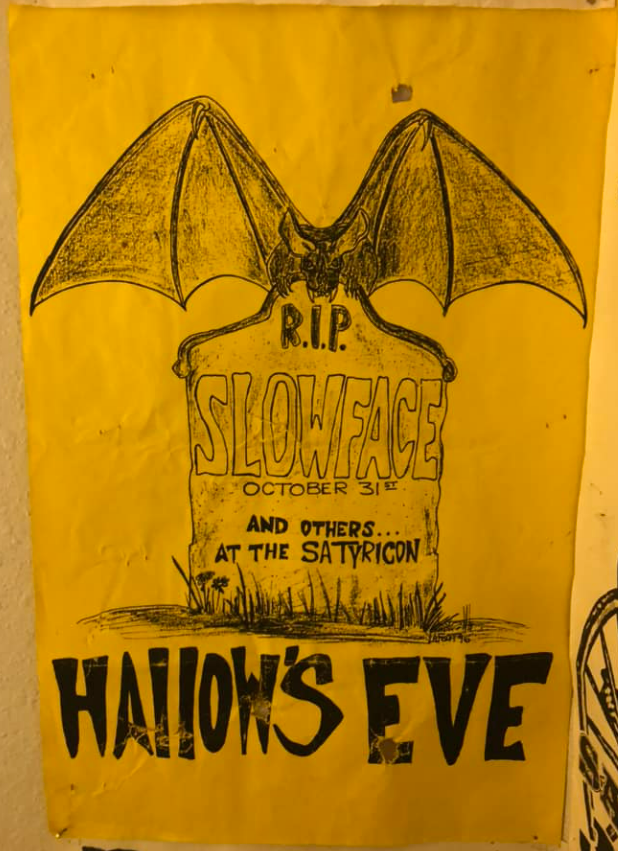 R.I.P.
SLOWFACE
OCTOBER 31ST
AND OTHERS...
AT THE SATYRICON
HALLOW'S EVE